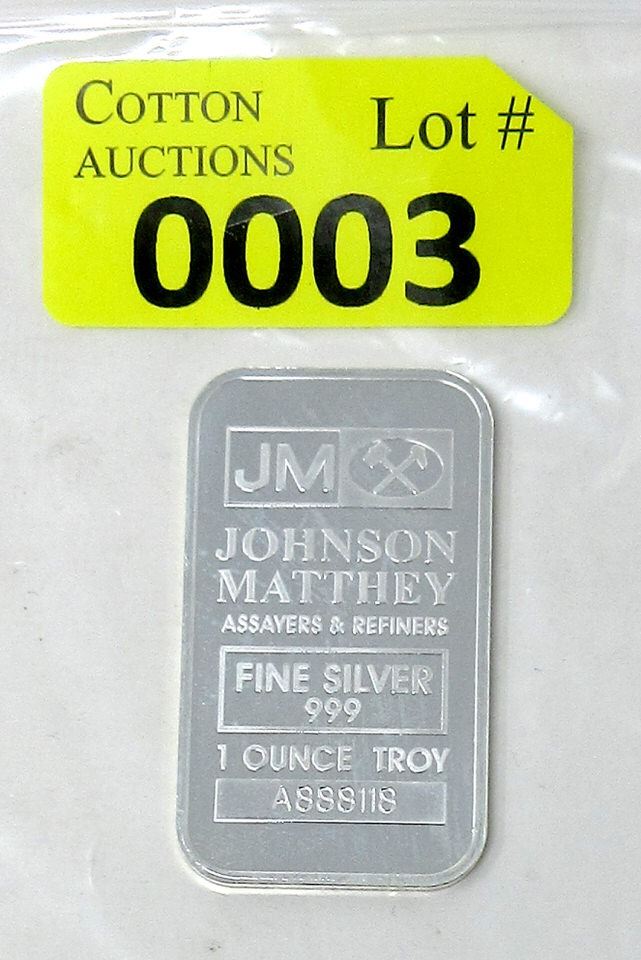 COTTON
AUCTIONS
Lot #
0003
JM
JOHNSON
MATTHEY
ASSAYERS & REFINERS
FINE SILVER
999
1 OUNCE TROY
A888118